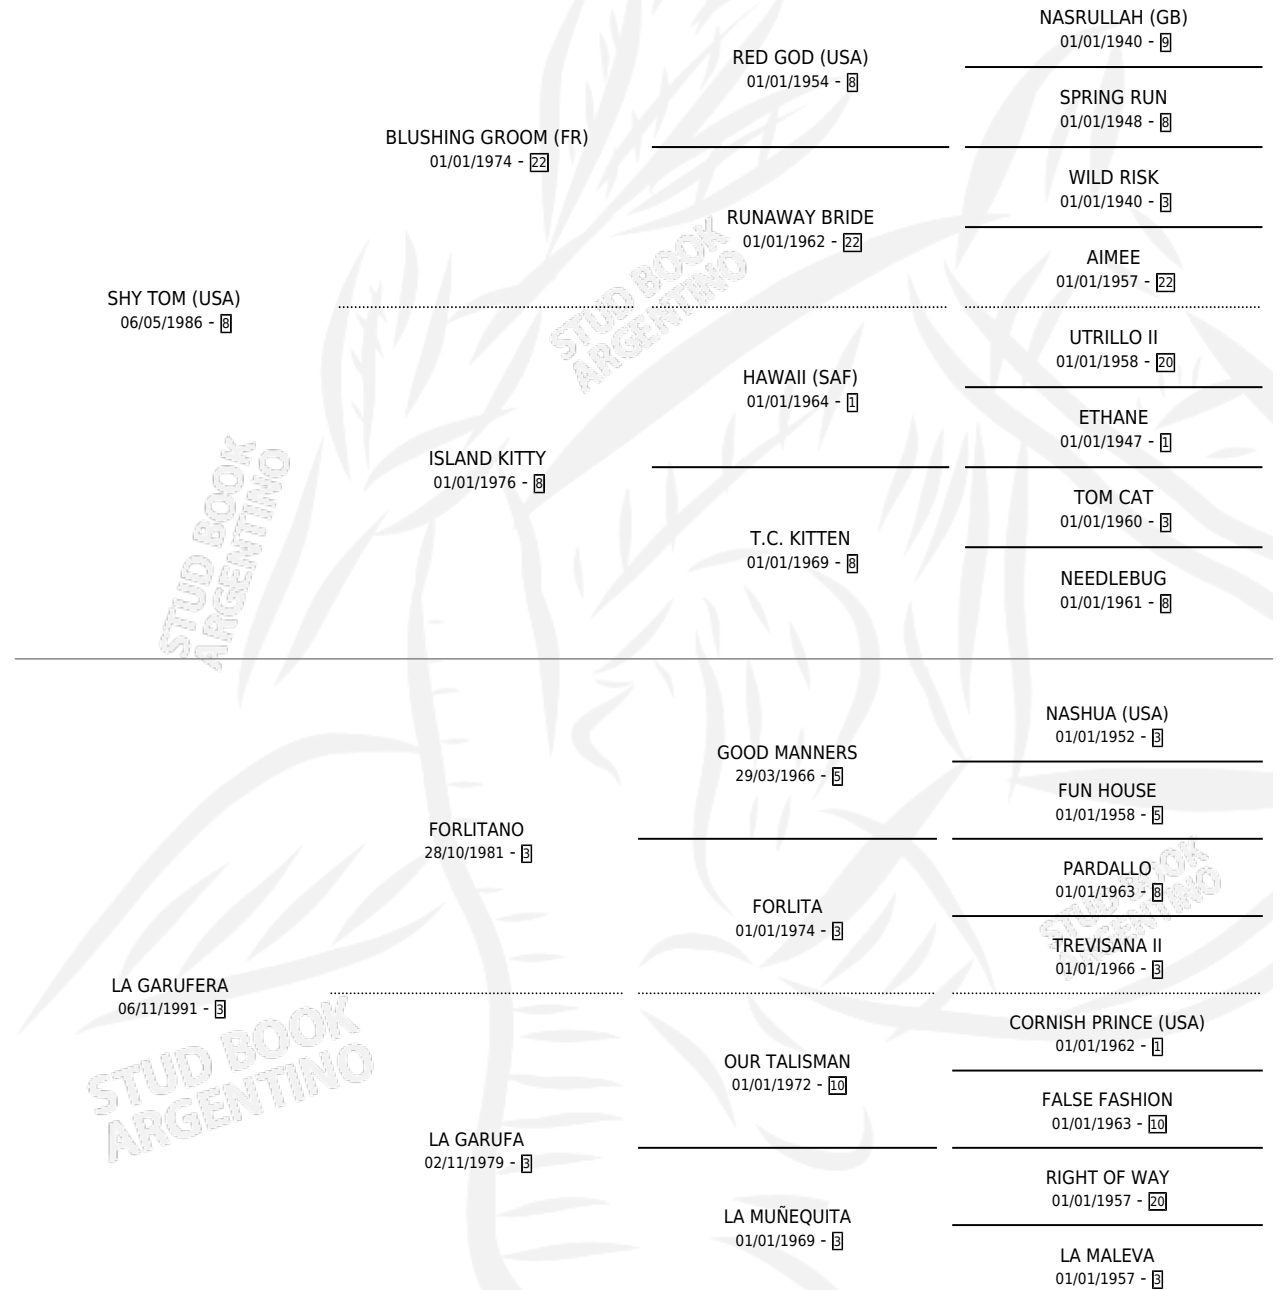 NASRULLAH (GB)
01/01/1940 - 9
RED GOD (USA)
01/01/1954 - 8
SPRING RUN
01/01/1948 - 8
BLUSHING GROOM (FR)
01/01/1974 - 22
WILD RISK
01/01/1940 - 3
RUNAWAY BRIDE
01/01/1962 - 22
AIMEE
01/01/1957 - 22
SHY TOM (USA)
06/05/1986 - 8
UTRILLO II
01/01/1958 - 20
HAWAII (SAF)
01/01/1964 - 1
ETHANE
01/01/1947 - 1
ISLAND KITTY
01/01/1976 - 8
TOM CAT
01/01/1960 - 3
T.C. KITTEN
01/01/1969 - 8
NEEDLEBUG
01/01/1961 - 8
NASHUA (USA)
01/01/1952 - 3
GOOD MANNERS
29/03/1966 - 5
FUN HOUSE
01/01/1958 - 5
FORLITANO
28/10/1981 - 3
PARDALLO
01/01/1963 - 8
FORLITA
01/01/1974 - 3
TREVISANA II
01/01/1966 - 3
LA GARUFERA
06/11/1991 - 3
CORNISH PRINCE (USA)
01/01/1962 - 1
OUR TALISMAN
01/01/1972 - 10
FALSE FASHION
01/01/1963 - 10
LA GARUFA
02/11/1979 - 3
RIGHT OF WAY
01/01/1957 - 20
LA MUÑEQUITA
01/01/1969 - 3
LA MALEVA
01/01/1957 - 3
STUD BOOK
ARGENTINO
STUD BOOK
ARGENTINO
STUD BOOK
ARGENTINO
STUD BOOK
ARGENTINO